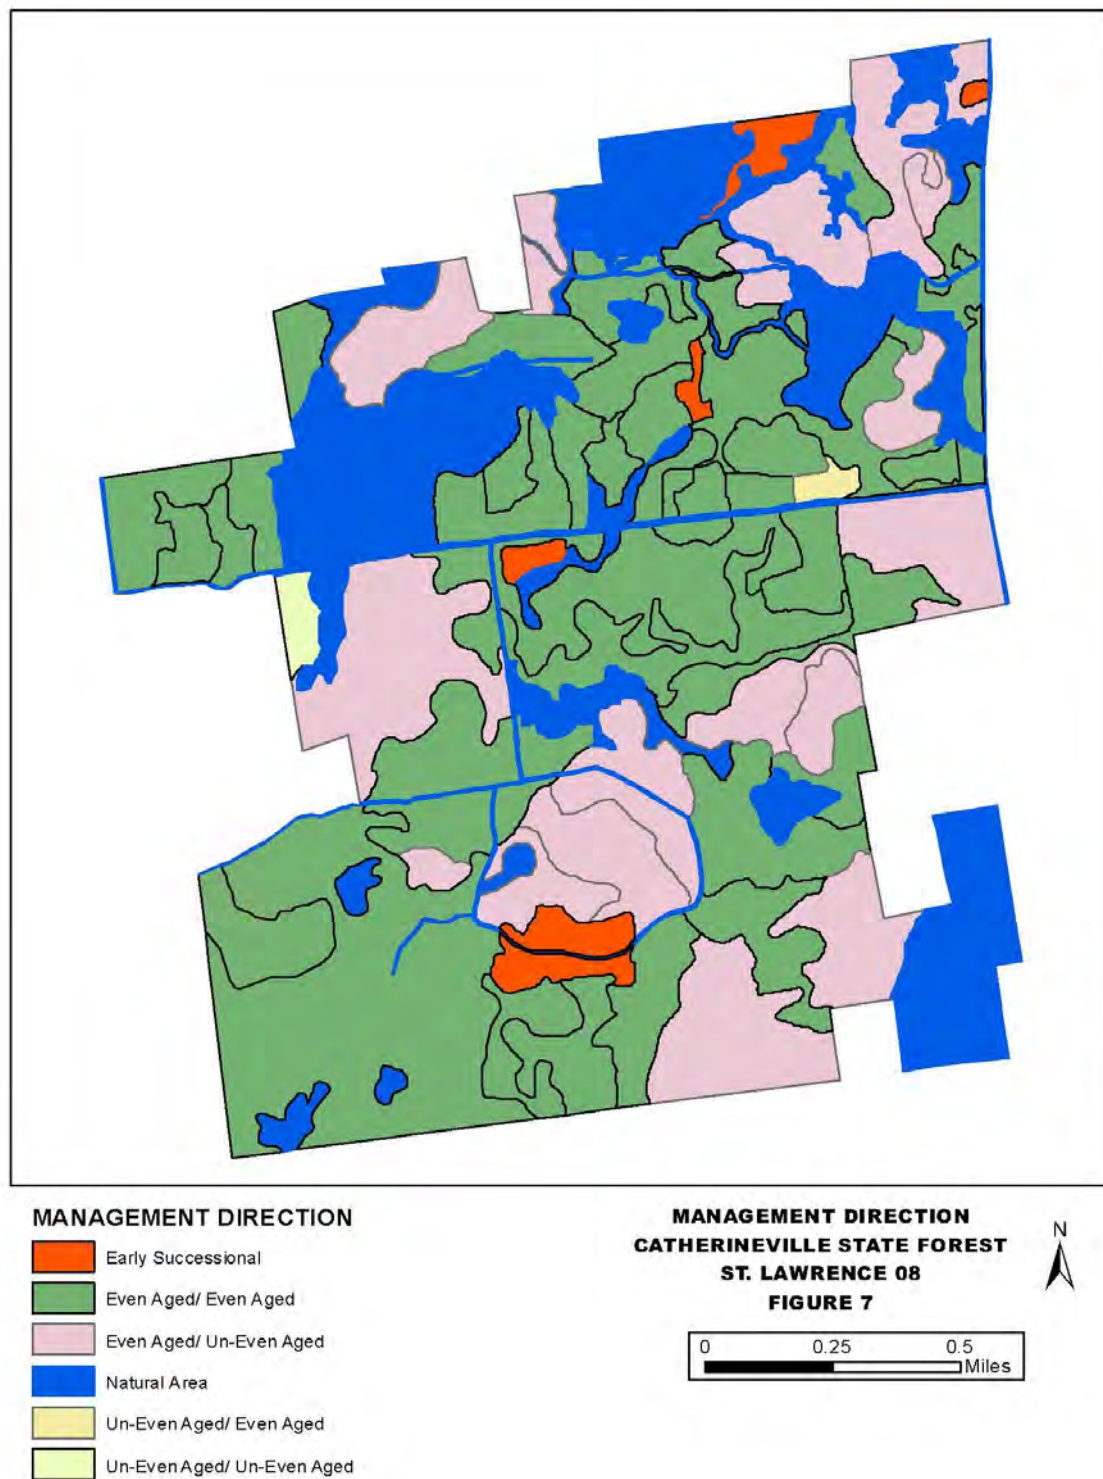 MANAGEMENT DIRECTION
Early Successional
Even Aged/ Even Aged
Even Aged/ Un-Even Aged
Natural Area
Un-Even Aged/ Even Aged
Un-Even Aged/ Un-Even Aged
MANAGEMENT DIRECTION
CATHERINEVILLE STATE FOREST
ST. LAWRENCE 08
FIGURE 7
N
0 0.25 0.5
Miles